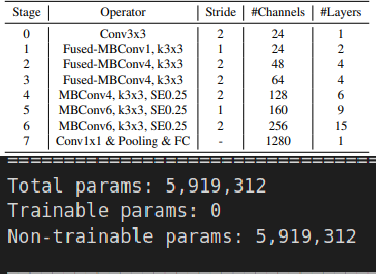 Stage Operator Stride #Channels #Layers
0 Conv3x3 2 24 1
1 Fused-MBConv1, k3x3 1 24 2
2 Fused-MBConv4, k3x3 2 48 4
3 Fused-MBConv4, k3x3 2 64 4
4 MBConv4, k3x3, SE0.25 2 128 6
5 MBConv6, k3x3, SE0.25 1 160 9
6 MBConv6, k3x3, SE0.25 2 256 15
7 Conv1x1 & Pooling & FC - 1280 1
Total params: 5,919,312
Trainable params: 0
Non-trainable params: 5,919,312